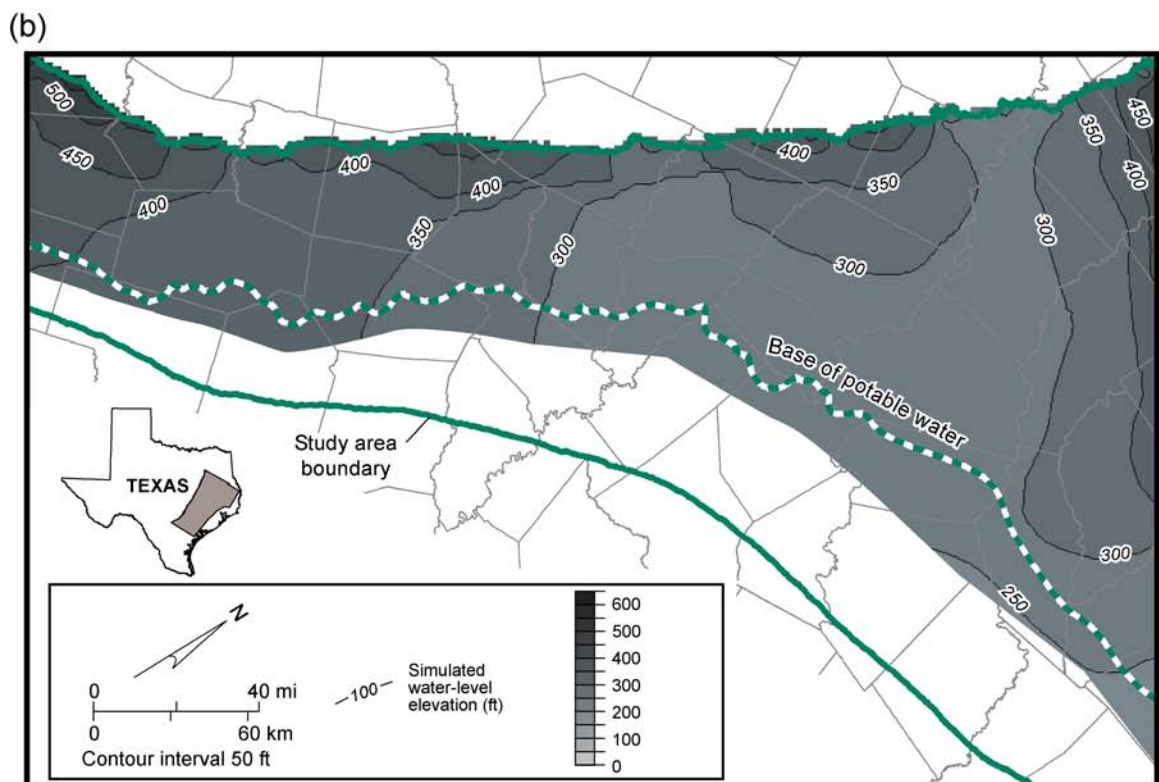 (b)
500
450
400
400
400
350
300
400
350
300
350
450
400
300
300
250
Base of potable water
Study area
boundary
TEXAS
N
0 40 mi
0 60 km
Contour interval 50 ft
100
Simulated
water-level
elevation (ft)
600
500
400
300
200
100
0